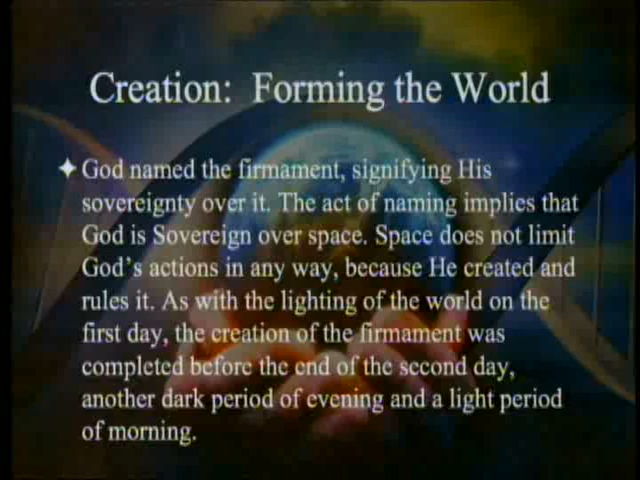 Creation: Forming the World
✦ God named the firmament, signifying His
sovereignty over it. The act of naming implies that
God is Sovereign over space. Space does not limit
God's actions in any way, because He created and
rules it. As with the lighting of the world on the
first day, the creation of the firmament was
completed before the end of the second day,
another dark period of evening and a light period
of morning.